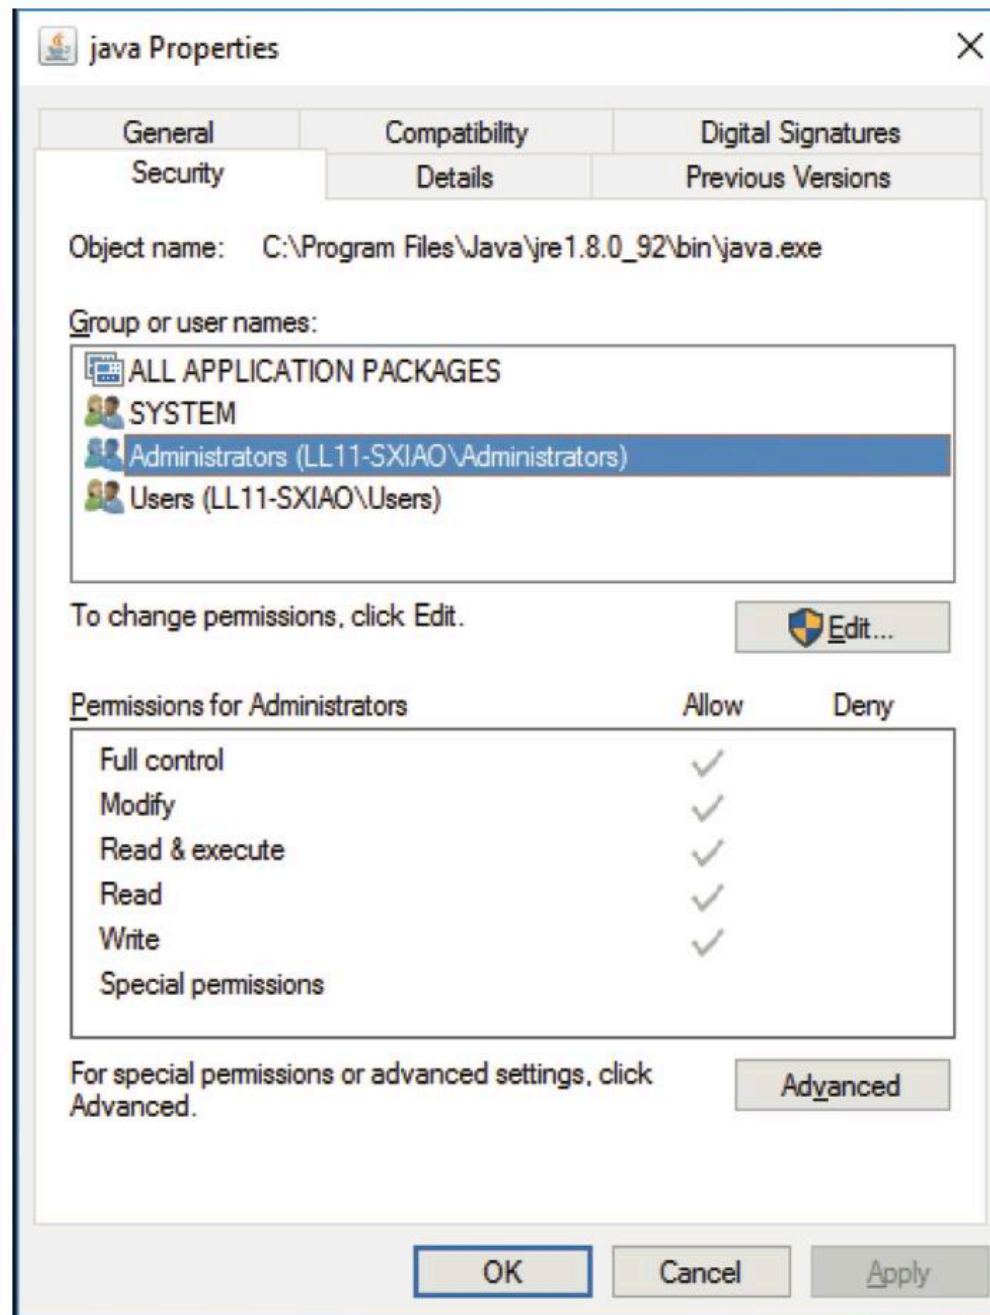 java Properties
General Compatibility Digital Signatures
Security Details Previous Versions
Object name: C:\Program Files\Java\jre1.8.0_92\bin\java.exe
Group or user names:
ALL APPLICATION PACKAGES
SYSTEM
Administrators (LL11-SXIAO\Administrators)
Users (LL11-SXIAO\Users)
To change permissions, click Edit.
Edit...
Permissions for Administrators Allow Deny
Full control
Modify
Read & execute
Read
Write
Special permissions
For special permissions or advanced settings, click
Advanced.
Advanced
OK Cancel Apply